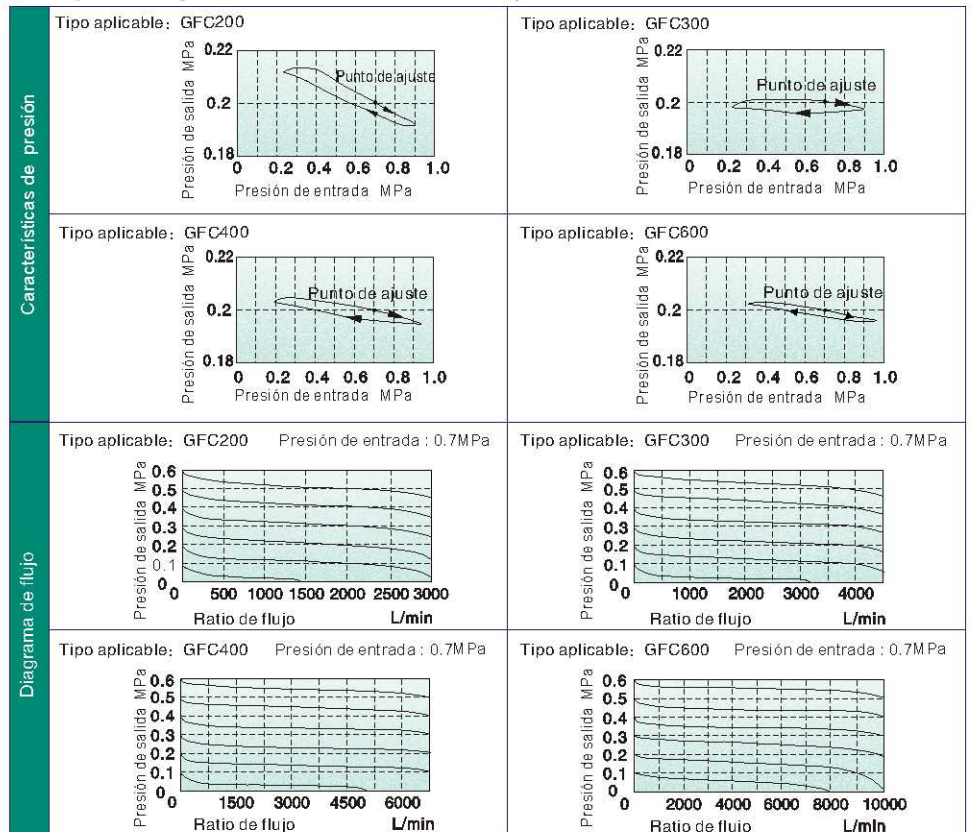 Características de presión
Tipo aplicable: GFC200
Presión de salida MPa
0.22
0.2
0.18
Punto de ajuste
0 0.2 0.4 0.6 0.8 1.0
Presión de entrada MPa
Tipo aplicable: GFC300
Presión de salida MPa
0.22
0.2
0.18
Punto de ajuste
0 0.2 0.4 0.6 0.8 1.0
Presión de entrada MPa
Tipo aplicable: GFC400
Presión de salida MPa
0.22
0.2
0.18
Punto de ajuste
0 0.2 0.4 0.6 0.8 1.0
Presión de entrada MPa
Tipo aplicable: GFC600
Presión de salida MPa
0.22
0.2
0.18
Punto de ajuste
0 0.2 0.4 0.6 0.8 1.0
Presión de entrada MPa
Diagrama de flujo
Tipo aplicable: GFC200 Presión de entrada : 0.7MPa
Presión de salida MPa
0.6
0.5
0.4
0.3
0.2
0.1
0
0 500 1000 1500 2000 2500 3000
Ratio de flujo L/min
Tipo aplicable: GFC300 Presión de entrada : 0.7MPa
Presión de salida MPa
0.6
0.5
0.4
0.3
0.2
0.1
0
0 1000 2000 3000 4000
Ratio de flujo L/min
Tipo aplicable: GFC400 Presión de entrada : 0.7MPa
Presión de salida MPa
0.6
0.5
0.4
0.3
0.2
0.1
0
0 1500 3000 4500 6000
Ratio de flujo L/min
Tipo aplicable: GFC600 Presión de entrada : 0.7MPa
Presión de salida MPa
0.6
0.5
0.4
0.3
0.2
0.1
0
0 2000 4000 6000 8000 10000
Ratio de flujo L/min